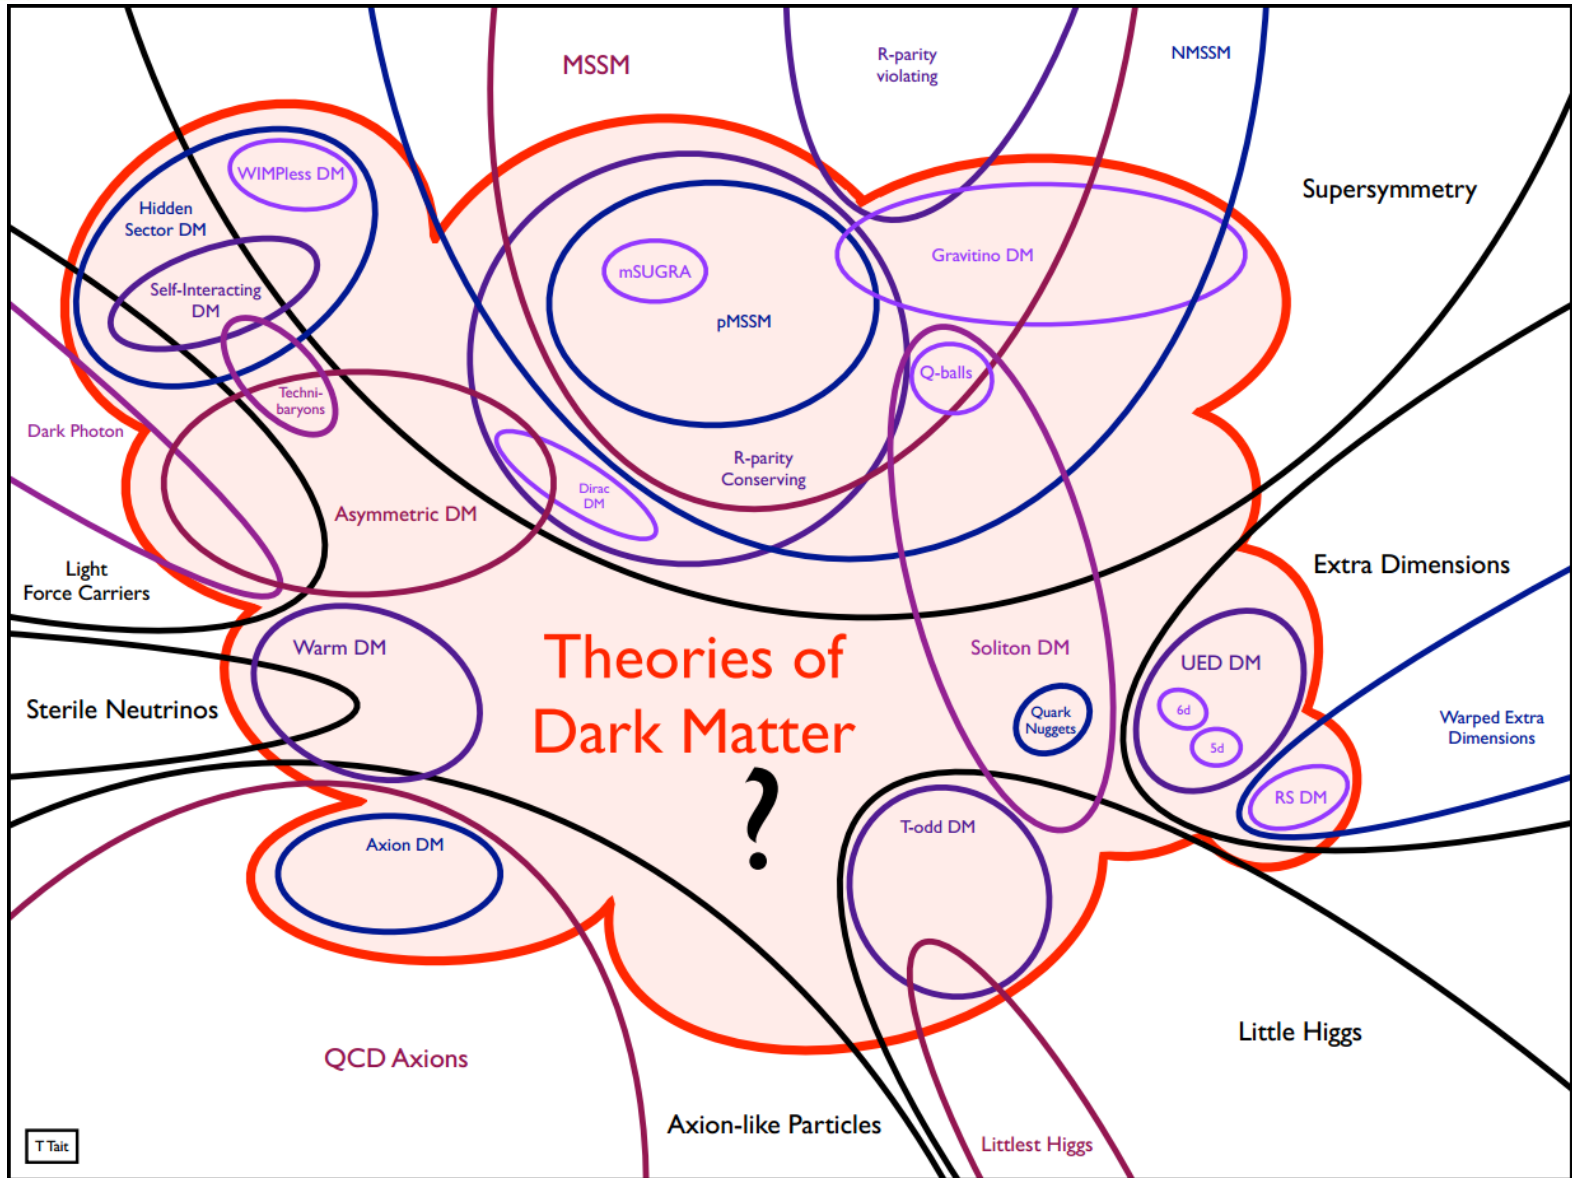 MSSM
R-parity
violating
NMSSM
WIMPless DM
Supersymmetry
Hidden
Sector DM
Gravitino DM
mSUGRA
Self-Interacting
DM
pMSSM
Q-balls
Techni-
baryons
Dark Photon
R-parity
Conserving
Dirac
DM
Asymmetric DM
Light
Force Carriers
Extra Dimensions
Theories of
Dark Matter
?
Warm DM
Soliton DM
UED DM
Sterile Neutrinos
Quark
Nuggets
6d
5d
Warped Extra
Dimensions
RS DM
Axion DM
T-odd DM
QCD Axions
Little Higgs
Axion-like Particles
Littlest Higgs
T Tait